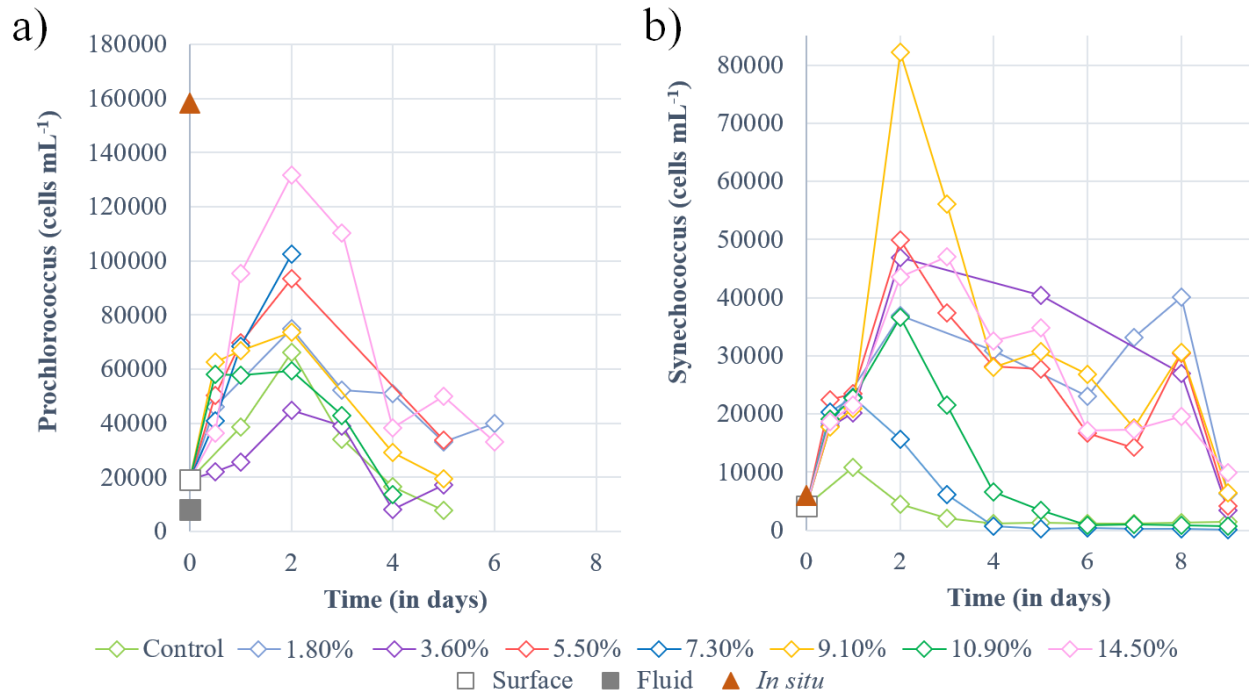 a)
180000
160000
140000
120000
100000
80000
60000
40000
20000
0
Prochlorococcus (cells mL⁻¹)
0 2 4 6 8
Time (in days)
b)
80000
70000
60000
50000
40000
30000
20000
10000
0
Synechococcus (cells mL⁻¹)
0 2 4 6 8
Time (in days)
Control 1.80% 3.60% 5.50% 7.30% 9.10% 10.90% 14.50%
Surface Fluid In situ